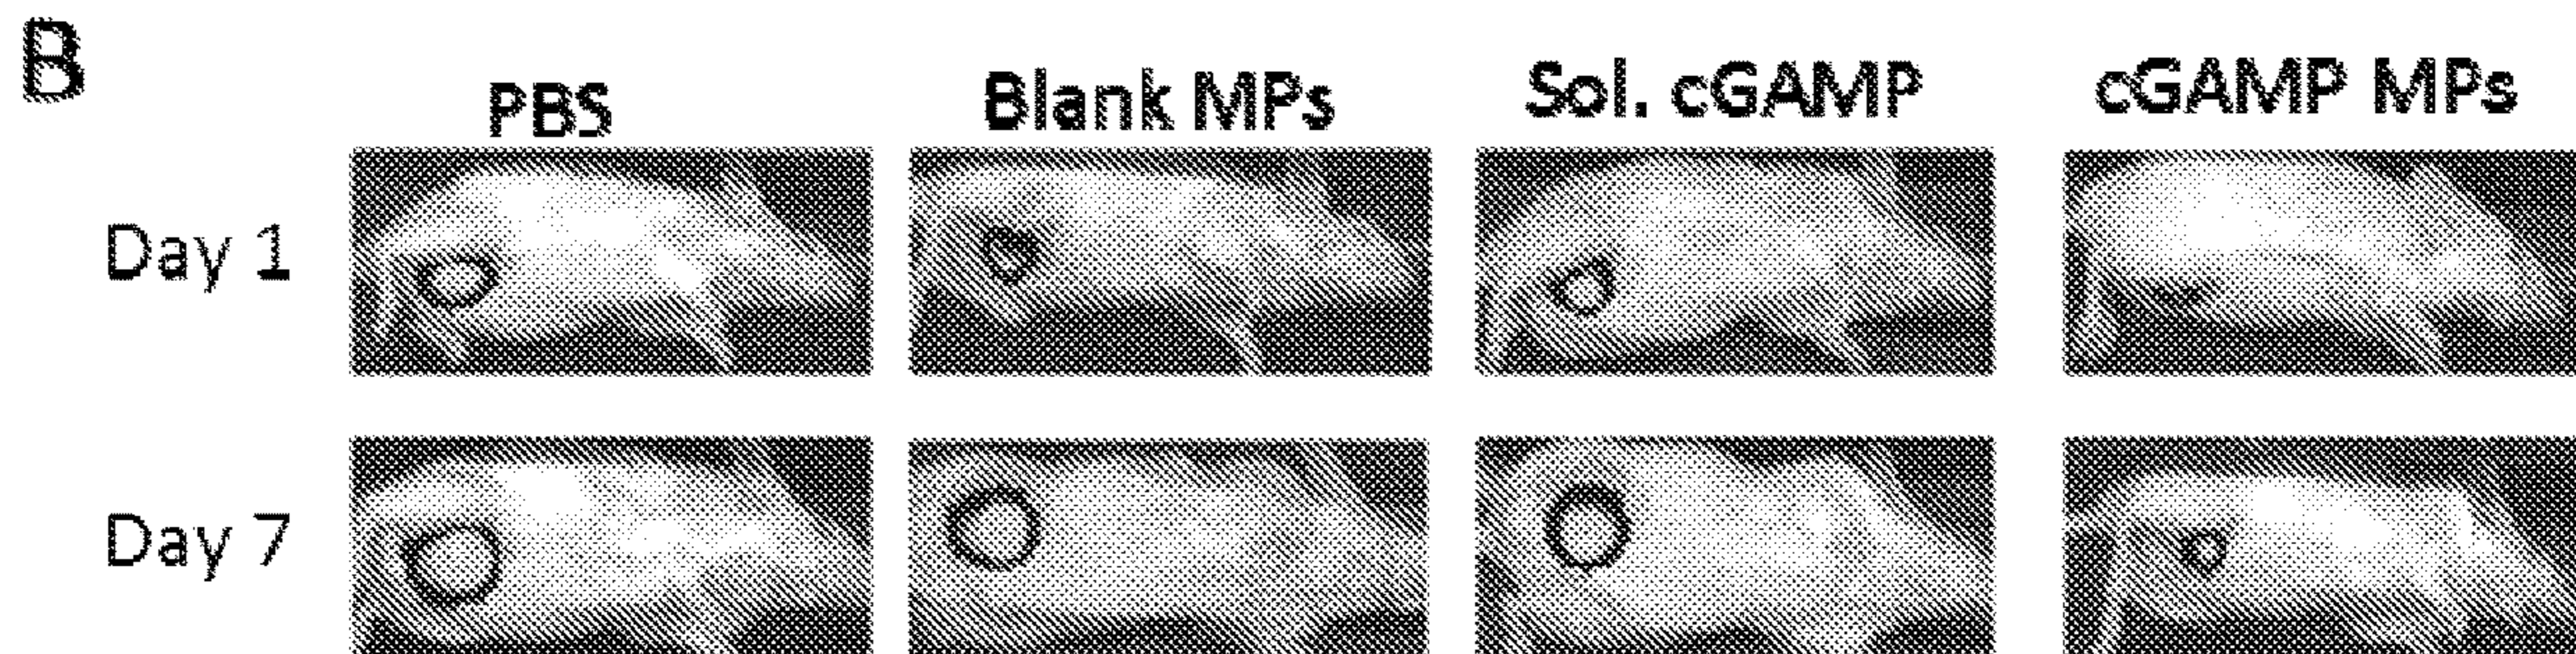 B
PBS Blank MPs Sol. cGAMP cGAMP MPs
Day 1
Day 7